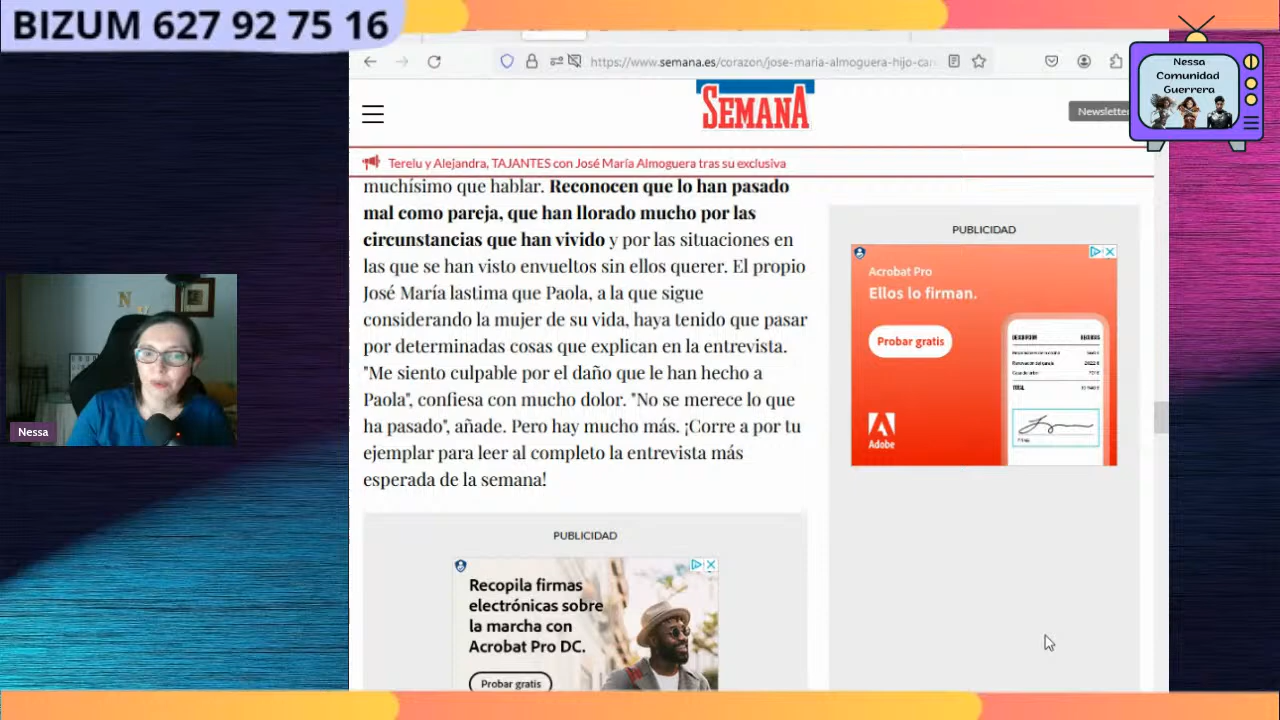 BIZUM 627 92 75 16
https://www.semana.es/corazon/jose-maria-almoguera-hijo-car
Nessa
Comunidad
Guerrera
SEMANA
Newsletter
Terelu y Alejandra, TAJANTES con José María Almoguera tras su exclusiva
muchísimo que hablar. Reconocen que lo han pasado
mal como pareja, que han llorado mucho por las
circunstancias que han vivido y por las situaciones en
las que se han visto envueltos sin ellos querer. El propio
José María lastima que Paola, a la que sigue
considerando la mujer de su vida, haya tenido que pasar
por determinadas cosas que explican en la entrevista.
"Me siento culpable por el daño que le han hecho a
Paola", confiesa con mucho dolor. "No se merece lo que
ha pasado", añade. Pero hay mucho más. ¡Corre a por tu
ejemplar para leer al completo la entrevista más
esperada de la semana!
PUBLICIDAD
Acrobat Pro
Ellos lo firman.
Probar gratis
TOTAL
Adobe
Nessa
PUBLICIDAD
Recopila firmas
electrónicas sobre
la marcha con
Acrobat Pro DC.
Probar gratis